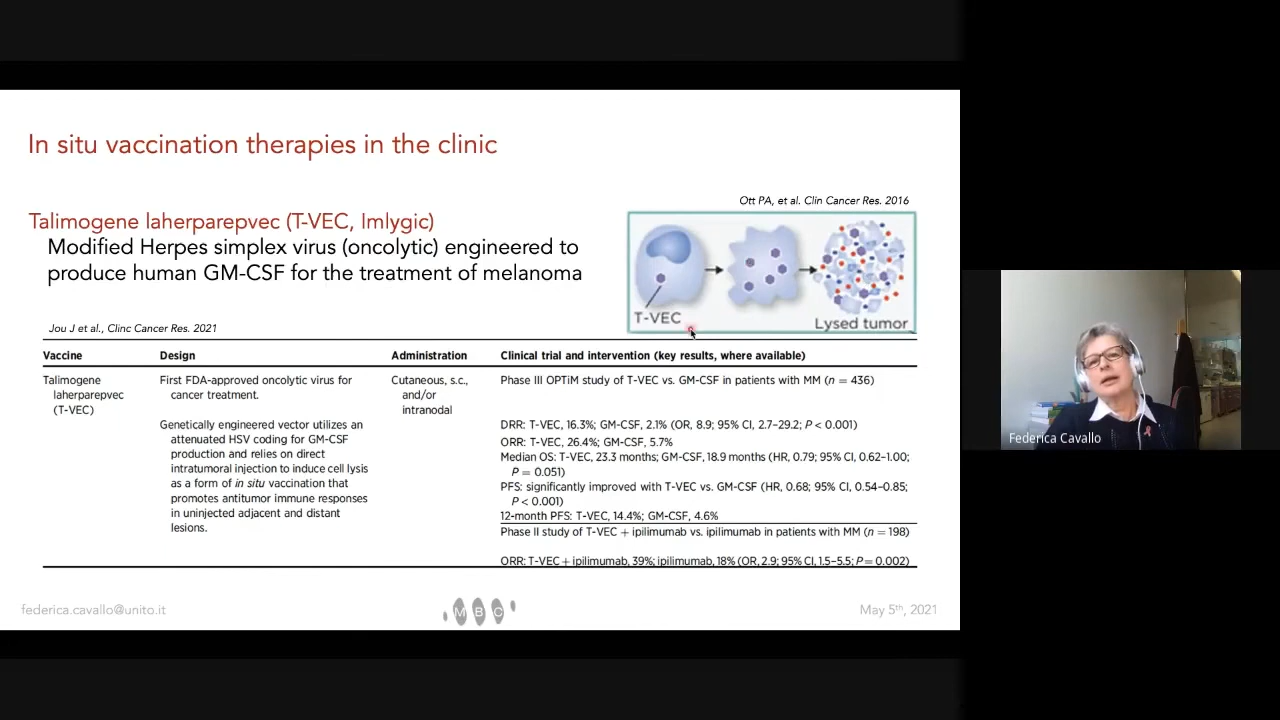 In situ vaccination therapies in the clinic
Ott PA, et al. Clin Cancer Res. 2016
Talimogene laherparepvec (T-VEC, Imlygic)
Modified Herpes simplex virus (oncolytic) engineered to
produce human GM-CSF for the treatment of melanoma
T-VEC
Lysed tumor
Jou J et al., Clinc Cancer Res. 2021
Vaccine Design Administration Clinical trial and intervention (key results, where available)
Talimogene
laherparepvec
(T-VEC)
First FDA-approved oncolytic virus for
cancer treatment.
Genetically engineered vector utilizes an
attenuated HSV coding for GM-CSF
production and relies on direct
intratumoral injection to induce cell lysis
as a form of in situ vaccination that
promotes antitumor immune responses
in uninjected adjacent and distant
lesions.
Cutaneous, s.c.,
and/or
intranodal
Phase III OPTiM study of T-VEC vs. GM-CSF in patients with MM (n = 436)
DRR: T-VEC, 16.3%; GM-CSF, 2.1% (OR, 8.9; 95% CI, 2.7–29.2; P < 0.001)
ORR: T-VEC, 26.4%; GM-CSF, 5.7%
Median OS: T-VEC, 23.3 months; GM-CSF, 18.9 months (HR, 0.79; 95% CI, 0.62–1.00;
P = 0.051)
PFS: significantly improved with T-VEC vs. GM-CSF (HR, 0.68; 95% CI, 0.54–0.85;
P < 0.001)
12-month PFS: T-VEC, 14.4%; GM-CSF, 4.6%
Phase II study of T-VEC + ipilimumab vs. ipilimumab in patients with MM (n = 198)
ORR: T-VEC + ipilimumab, 39%; ipilimumab, 18% (OR, 2.9; 95% CI, 1.5–5.5; P = 0.002)
federica.cavallo@unito.it
MBC
May 5th, 2021
Federica Cavallo